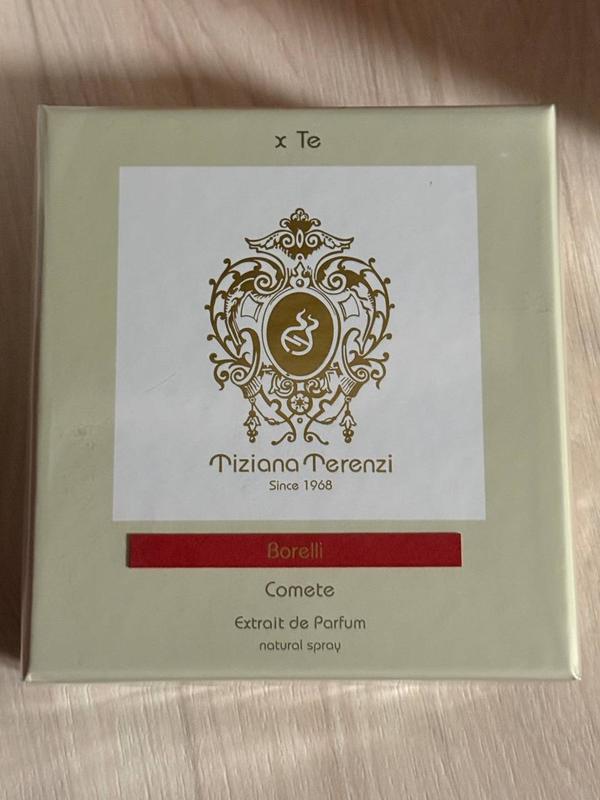 x Te
Tiziana Terenzi
Since 1968
Borelli
Comete
Extrait de Parfum
natural spray